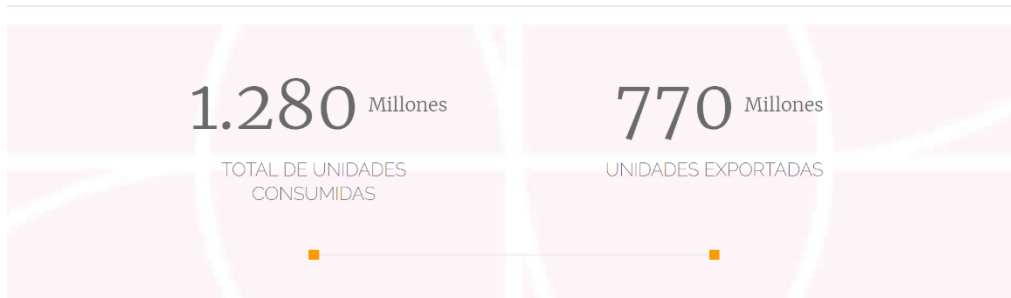 1.280 Millones
TOTAL DE UNIDADES
CONSUMIDAS
770 Millones
UNIDADES EXPORTADAS